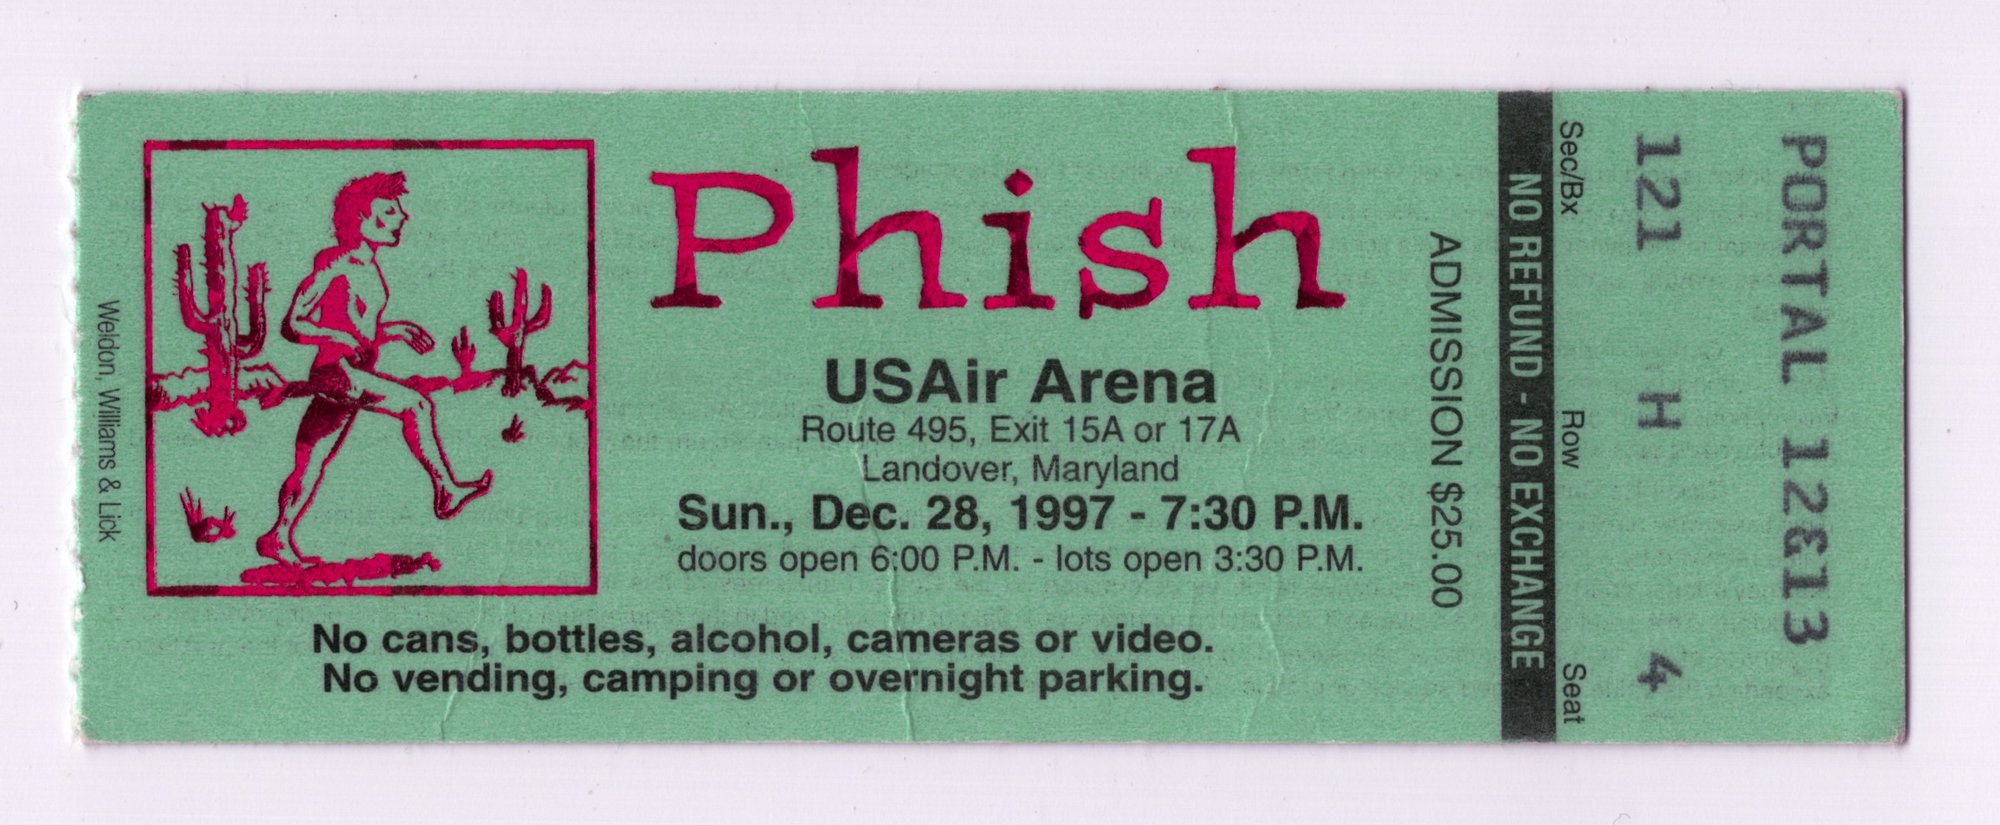 Weldon, Williams & Lick
Phish
USAir Arena
Route 495, Exit 15A or 17A
Landover, Maryland
Sun., Dec. 28, 1997 - 7:30 P.M.
doors open 6:00 P.M. - lots open 3:30 P.M.
No cans, bottles, alcohol, cameras or video.
No vending, camping or overnight parking.
ADMISSION $25.00
NO REFUND - NO EXCHANGE
Sec/Bx Row Seat
121 H 4
PORTAL 12&13